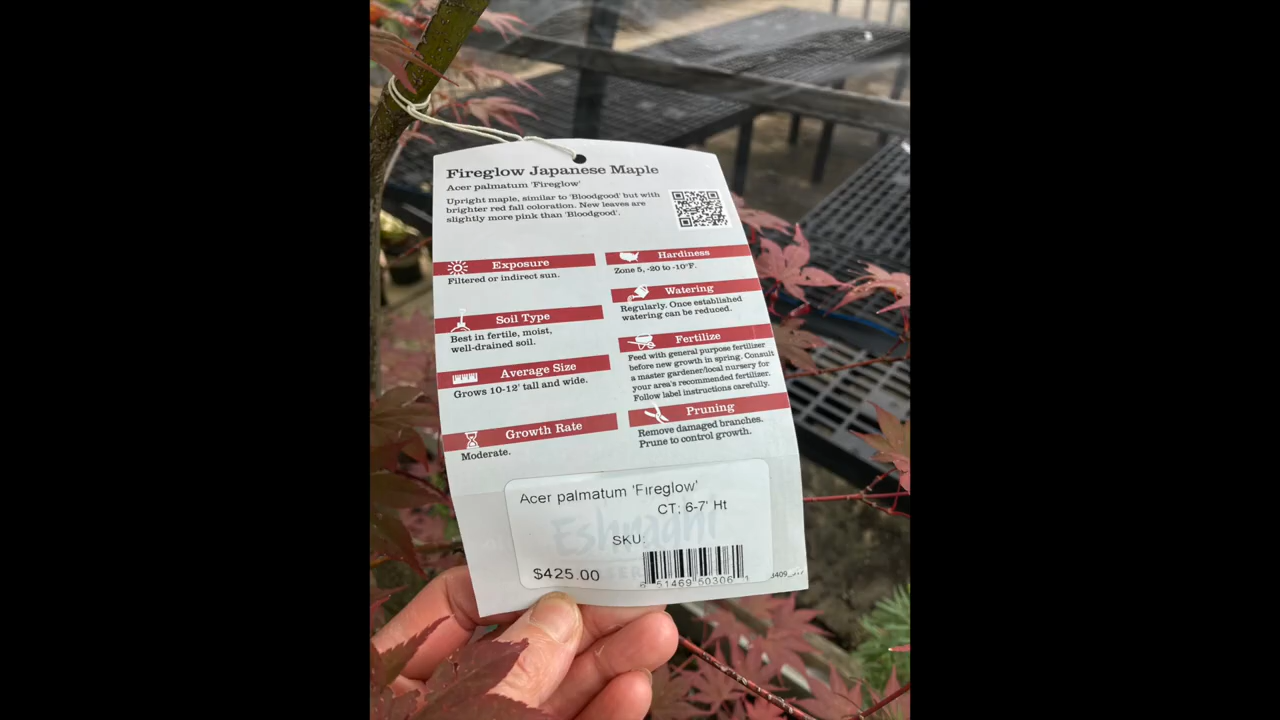 Fireglow Japanese Maple
Acer palmatum 'Fireglow'
Upright maple, similar to 'Bloodgood' but with
brighter red fall coloration. New leaves are
slightly more pink than 'Bloodgood'.
Exposure
Filtered or indirect sun.
Soil Type
Best in fertile, moist,
well-drained soil.
Average Size
Grows 10-12' tall and wide.
Growth Rate
Moderate.
Hardiness
Zone 5, -20 to -10°F.
Watering
Regularly. Once established
watering can be reduced.
Fertilize
Feed with general purpose fertilizer
before new growth in spring. Consult
a master gardener/local nursery for
your area's recommended fertilizer.
Follow label instructions carefully.
Pruning
Remove damaged branches.
Prune to control growth.
Acer palmatum 'Fireglow'
CT: 6-7' Ht
SKU:
$425.00
6 51469 50306 1